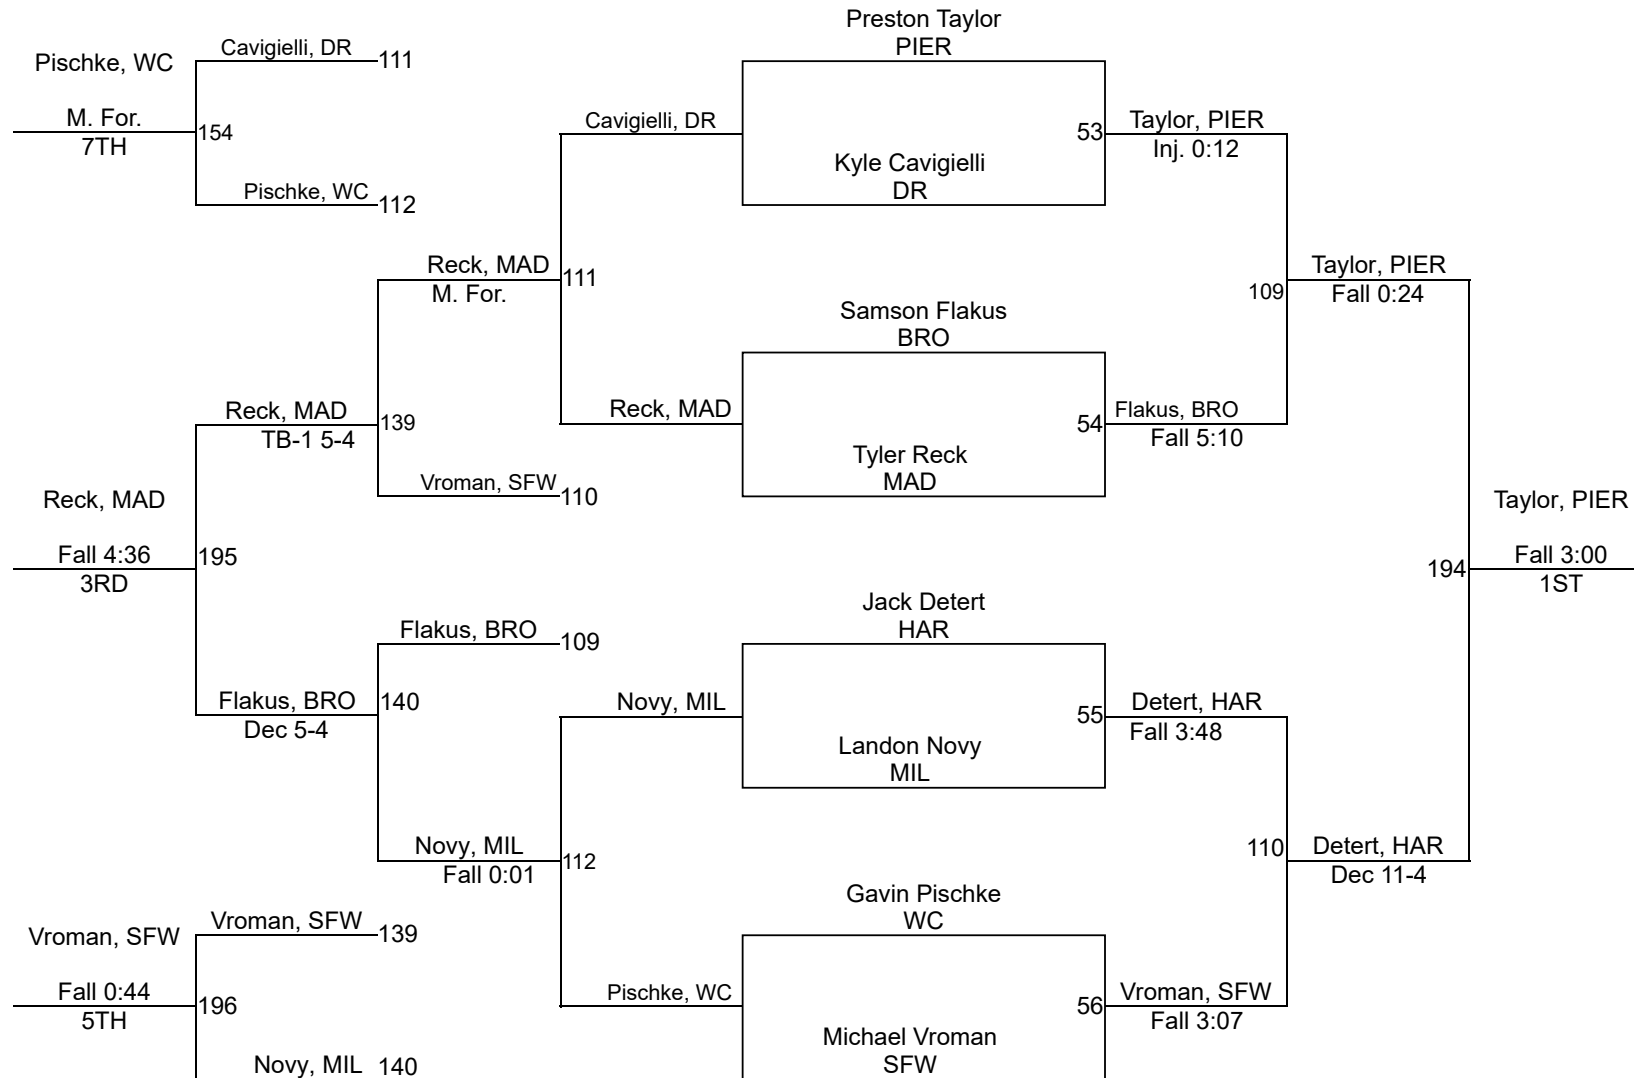 Preston Taylor
PIER
Pischke, WC
Cavigielli, DR
111
M. For.
7TH
154
Cavigielli, DR
53
Taylor, PIER
Inj. 0:12
Kyle Cavigielli
DR
Pischke, WC
112
Reck, MAD
M. For.
111
Taylor, PIER
Fall 0:24
109
Samson Flakus
BRO
Reck, MAD
TB-1 5-4
139
Reck, MAD
54
Flakus, BRO
Fall 5:10
Tyler Reck
MAD
Vroman, SFW
110
Reck, MAD
Fall 4:36
3RD
195
Taylor, PIER
194
Fall 3:00
1ST
Jack Detert
HAR
Flakus, BRO
109
Flakus, BRO
Dec 5-4
140
Novy, MIL
55
Detert, HAR
Fall 3:48
Landon Novy
MIL
Novy, MIL
Fall 0:01
112
110
Detert, HAR
Dec 11-4
Gavin Pischke
WC
Vroman, SFW
Vroman, SFW
139
Fall 0:44
5TH
196
Pischke, WC
56
Vroman, SFW
Fall 3:07
Michael Vroman
SFW
Novy, MIL
140